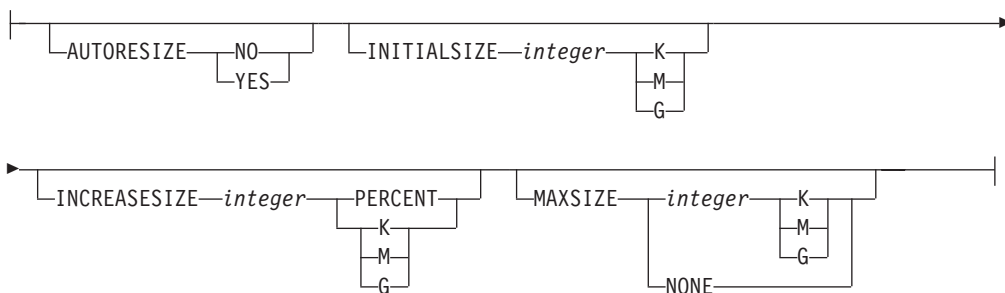 AUTORESIZE NO INITIALSIZE integer K
YES M
G
INCREASESIZE integer PERCENT MAXSIZE integer K
K M
M G
G NONE